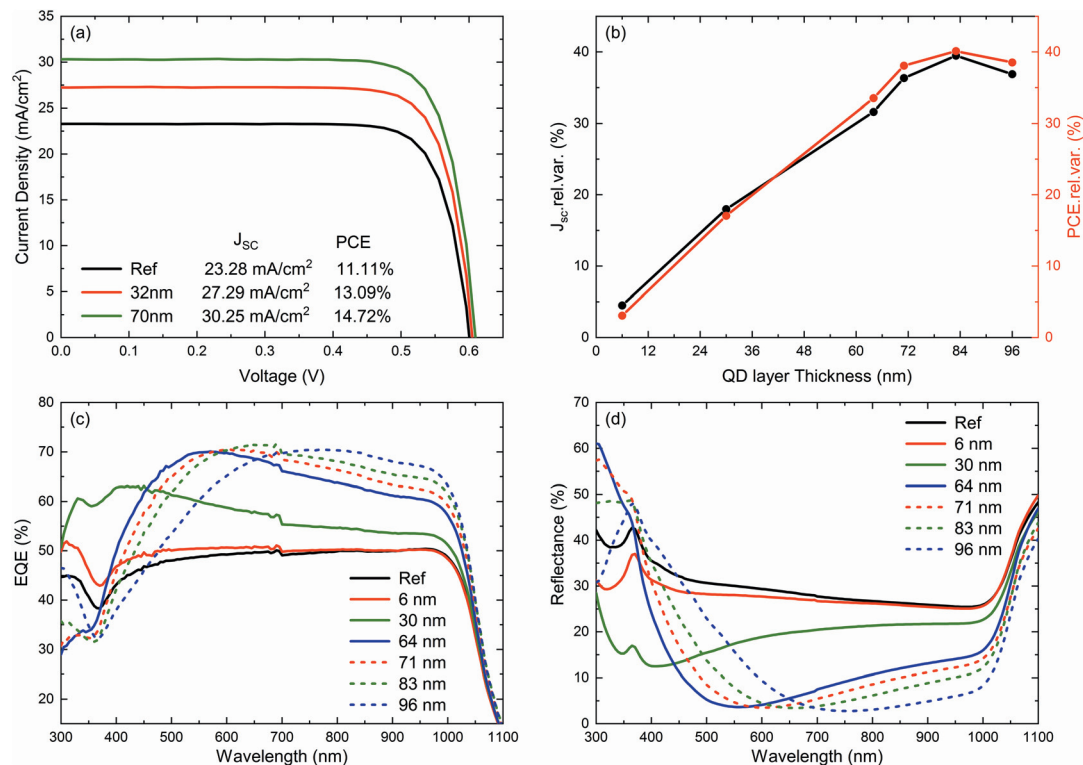 (a)
Current Density (mA/cm²)
35
30
25
20
15
10
5
0
J_SC PCE
Ref 23.28 mA/cm² 11.11%
32nm 27.29 mA/cm² 13.09%
70nm 30.25 mA/cm² 14.72%
0.0 0.1 0.2 0.3 0.4 0.5 0.6
Voltage (V)
(b)
J_sc.rel.var. (%)
40
30
20
10
0
40
30
20
10
0
PCE.rel.var. (%)
0 12 24 36 48 60 72 84 96
QD layer Thickness (nm)
(c)
EQE (%)
80
70
60
50
40
30
20
Ref
6 nm
30 nm
64 nm
71 nm
83 nm
96 nm
300 400 500 600 700 800 900 1000 1100
Wavelength (nm)
(d)
Reflectance (%)
70
60
50
40
30
20
10
0
Ref
6 nm
30 nm
64 nm
71 nm
83 nm
96 nm
300 400 500 600 700 800 900 1000 1100
Wavelength (nm)